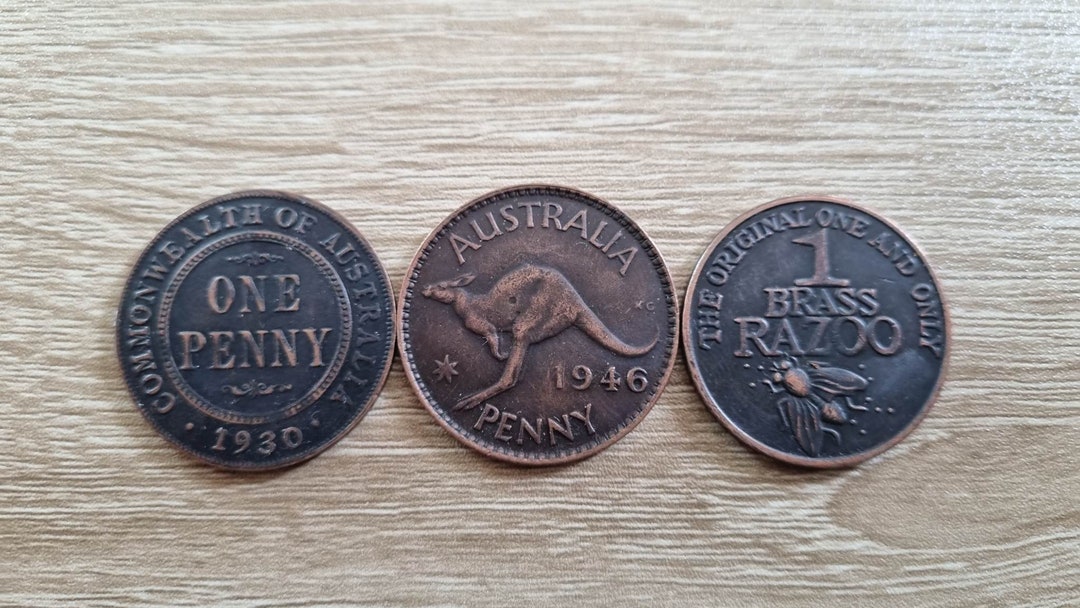 COMMONWEALTH OF AUSTRALIA
ONE
PENNY
1930
AUSTRALIA
KG
1946
PENNY
THE ORIGINAL ONE AND ONLY
1
BRASS
RAZOO